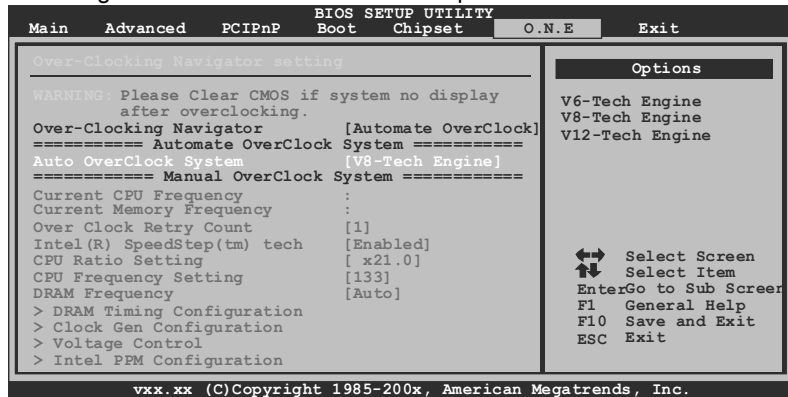 BIOS SETUP UTILITY
Main Advanced PCIPnP Boot Chipset O.N.E Exit
Over-Clocking Navigator setting
WARNING: Please Clear CMOS if system no display
after overclocking.
Over-Clocking Navigator [Automate OverClock]
=========== Automate OverClock System ===========
Auto OverClock System [V8-Tech Engine]
============ Manual OverClock System ============
Current CPU Frequency :
Current Memory Frequency :
Over Clock Retry Count [1]
Intel(R) SpeedStep(tm) tech [Enabled]
CPU Ratio Setting [ x21.0]
CPU Frequency Setting [133]
DRAM Frequency [Auto]
> DRAM Timing Configuration
> Clock Gen Configuration
> Voltage Control
> Intel PPM Configuration
Options
V6-Tech Engine
V8-Tech Engine
V12-Tech Engine
Select Screen
Select Item
Enter Go to Sub Screen
F1 General Help
F10 Save and Exit
ESC Exit
vxx.xx (C)Copyright 1985-200x, American Megatrends, Inc.